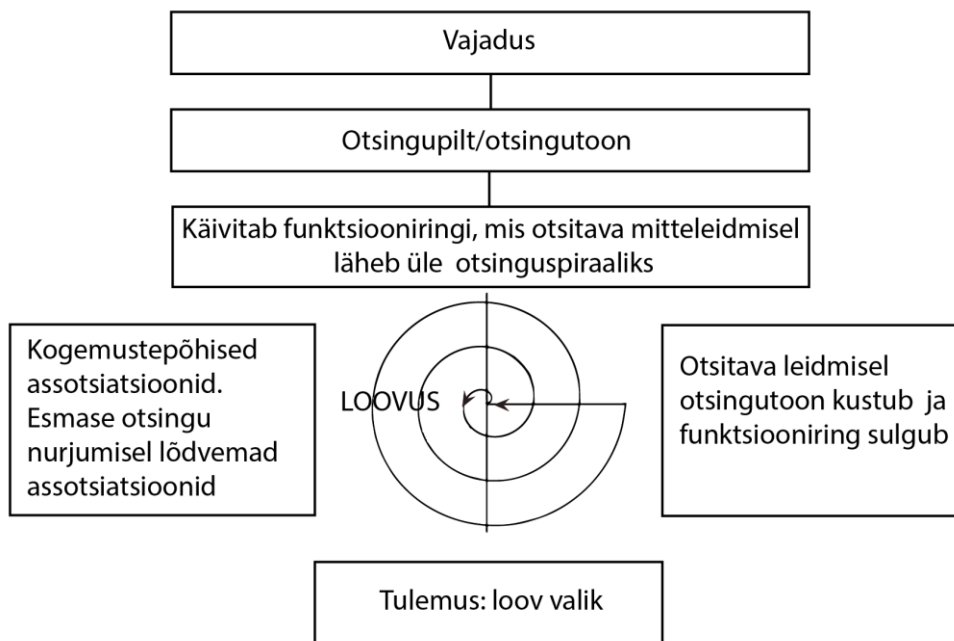 Vajadus
Otsingupilt/otsingutoon
Käivitab funktsiooniringi, mis otsitava mitteleidmisel
läheb üle otsinguspiraaliks
Kogemustepõhised
assotsiatsioonid.
Esmase otsingu
nurjumisel lõdvemad
assotsiatsioonid
LOOVUS
Otsitava leidmisel
otsingutoon kustub ja
funktsiooniring sulgub
Tulemus: loov valik